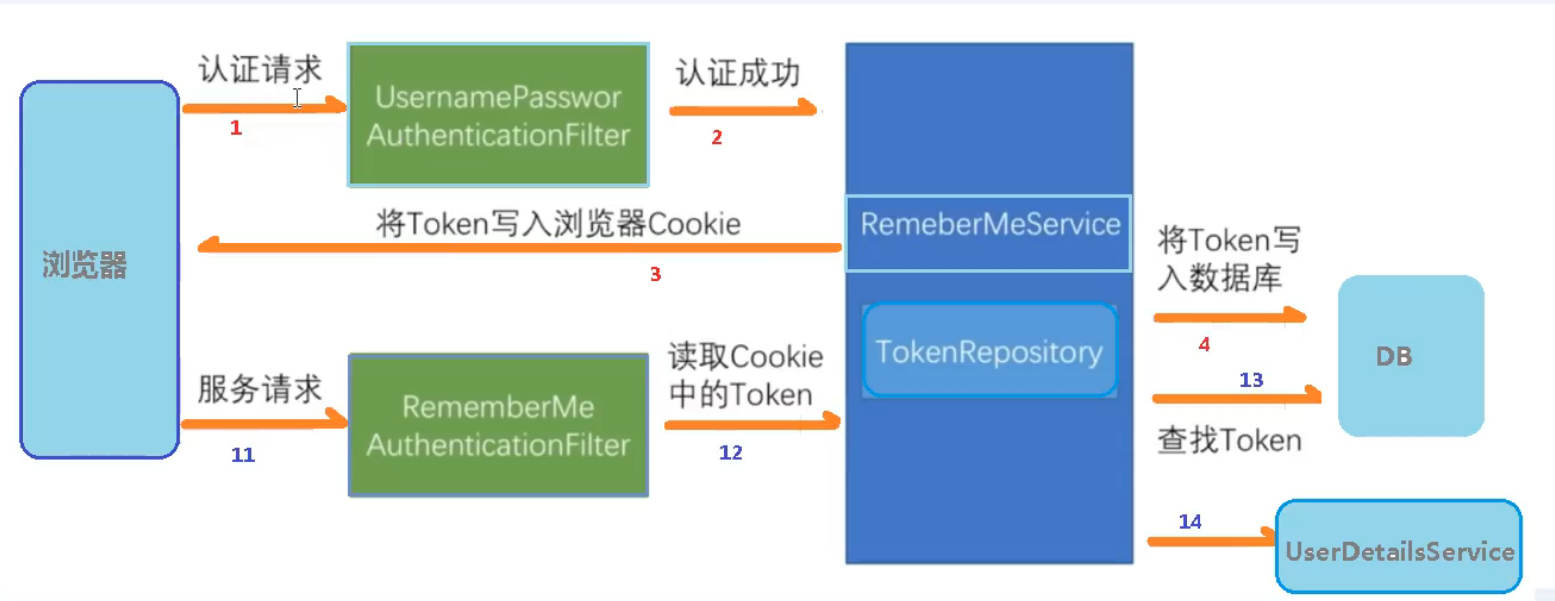 认证请求
1
UsernamePasswor
AuthenticationFilter
认证成功
2
浏览器
将Token写入浏览器Cookie
3
RemeberMeService
TokenRepository
将Token写
入数据库
4
DB
13
查找Token
服务请求
11
RememberMe
AuthenticationFilter
读取Cookie
中的Token
12
14
UserDetailsService